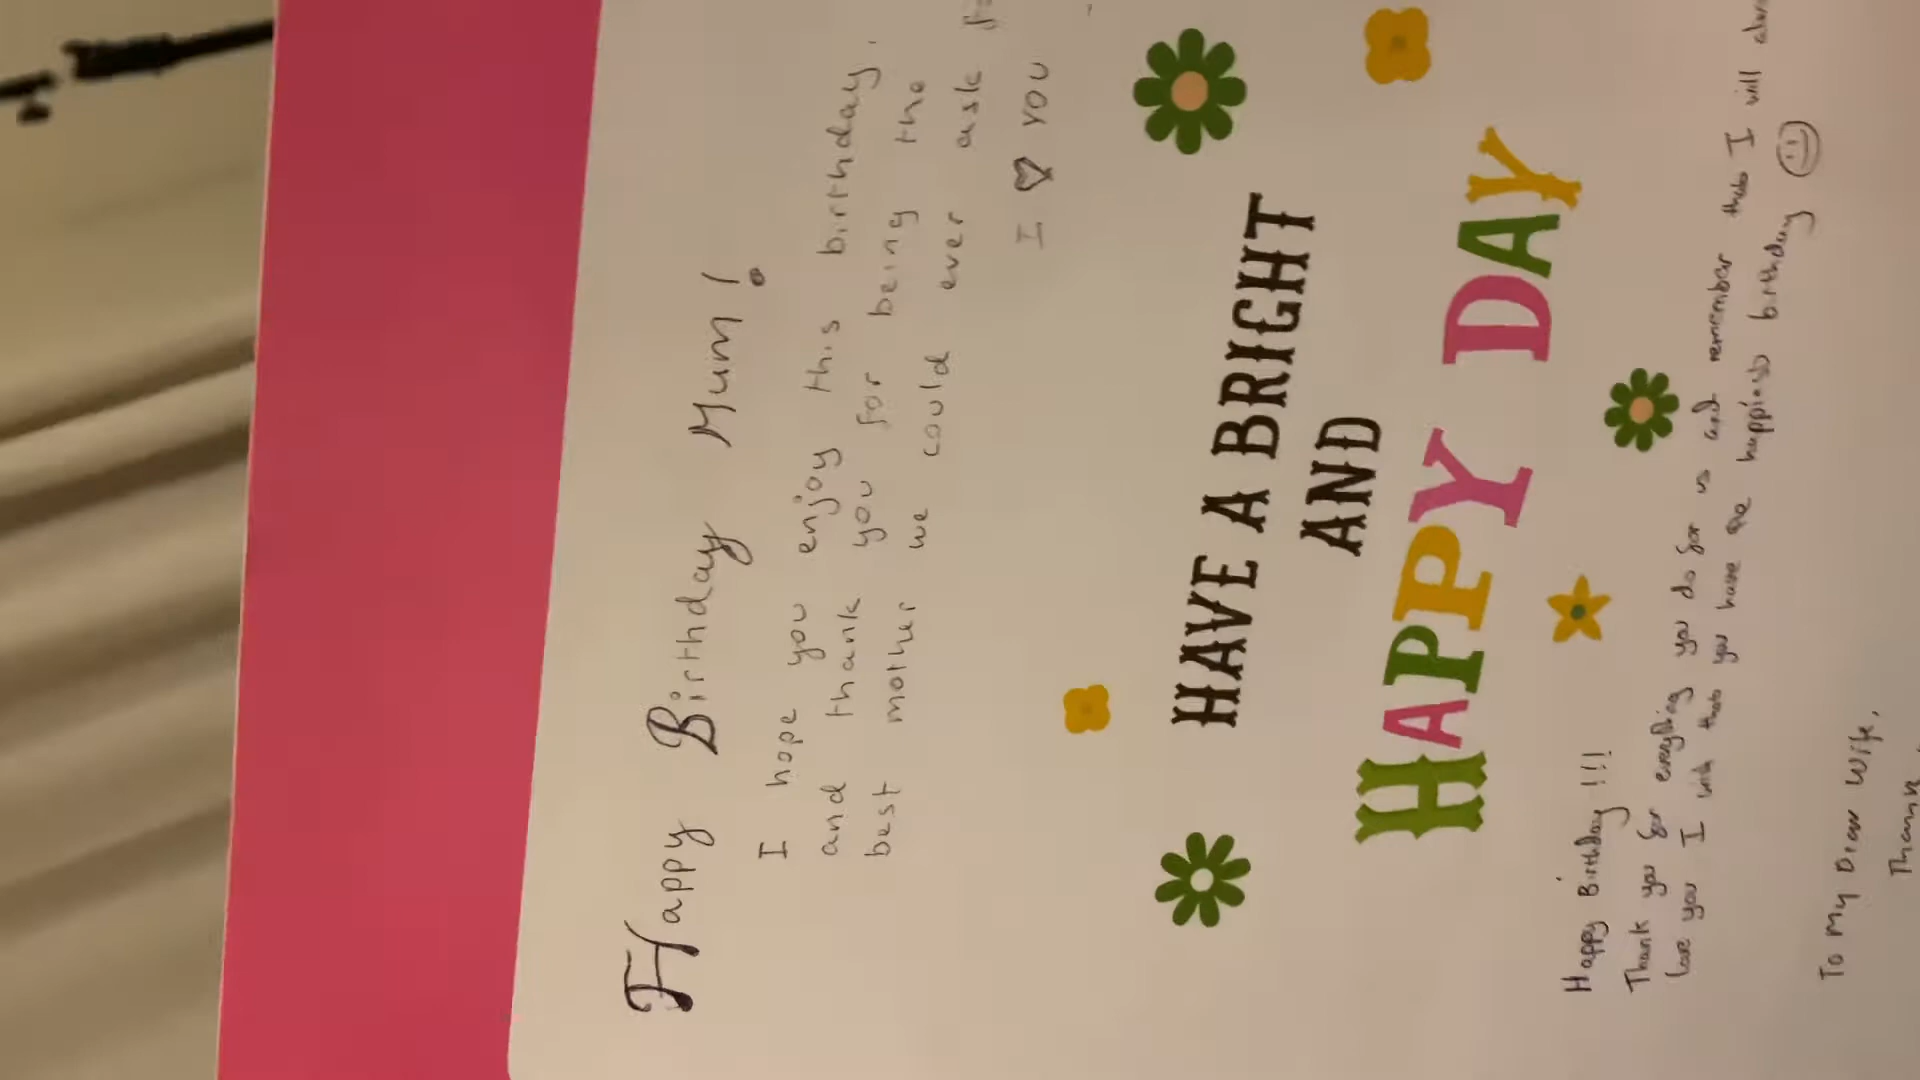 Happy Birthday Mum!
I hope you enjoy this birthday.
and thank you for being the
best mother we could ever ask
I ♡ YOU
HAVE A BRIGHT
AND
HAPPY DAY
Happy Birthday !!!
Thank you for everything you do for us and remember that I will
love you I wish that you have the happiest birthday ☺
To My Dear Wife,
Thank